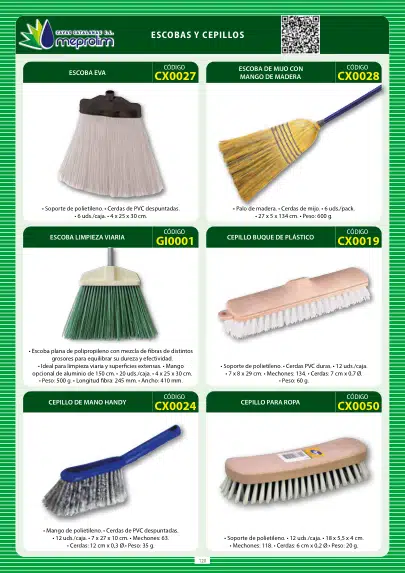 CAYRE CATALANAS S.L.
meprolim
ESCOBAS Y CEPILLOS
ESCOBA EVA
CÓDIGO
CX0027
• Soporte de polietileno. • Cerdas de PVC despuntadas.
• 6 uds./caja. • 4 x 25 x 30 cm.
ESCOBA DE MIJO CON
MANGO DE MADERA
CÓDIGO
CX0028
• Palo de madera. • Cerdas de mijo. • 6 uds./pack.
• 27 x 5 x 134 cm. • Peso: 600 g.
ESCOBA LIMPIEZA VIARIA
CÓDIGO
GI0001
• Escoba plana de polipropileno con mezcla de fibras de distintos
grosores para equilibrar su dureza y efectividad.
• Ideal para limpieza viaria y superficies extensas. • Mango
opcional de aluminio de 150 cm. • 20 uds./caja. • 4 x 25 x 30 cm.
• Peso: 500 g. • Longitud fibra: 245 mm. • Ancho: 410 mm.
CEPILLO BUQUE DE PLÁSTICO
CÓDIGO
CX0019
• Soporte de polietileno. • Cerdas PVC duras. • 12 uds./caja.
• 7 x 8 x 29 cm. • Mechones: 134. • Cerdas: 7 cm x 0,7 Ø.
• Peso: 60 g.
CEPILLO DE MANO HANDY
CÓDIGO
CX0024
• Mango de polietileno. • Cerdas de PVC despuntadas.
• 12 uds./caja. • 7 x 27 x 10 cm. • Mechones: 63.
• Cerdas: 12 cm x 0,3 Ø • Peso: 35 g.
CEPILLO PARA ROPA
CÓDIGO
CX0050
• Soporte de polietileno. • 12 uds./caja. • 18 x 5,5 x 4 cm.
• Mechones: 118. • Cerdas: 6 cm x 0,2 Ø • Peso: 20 g.